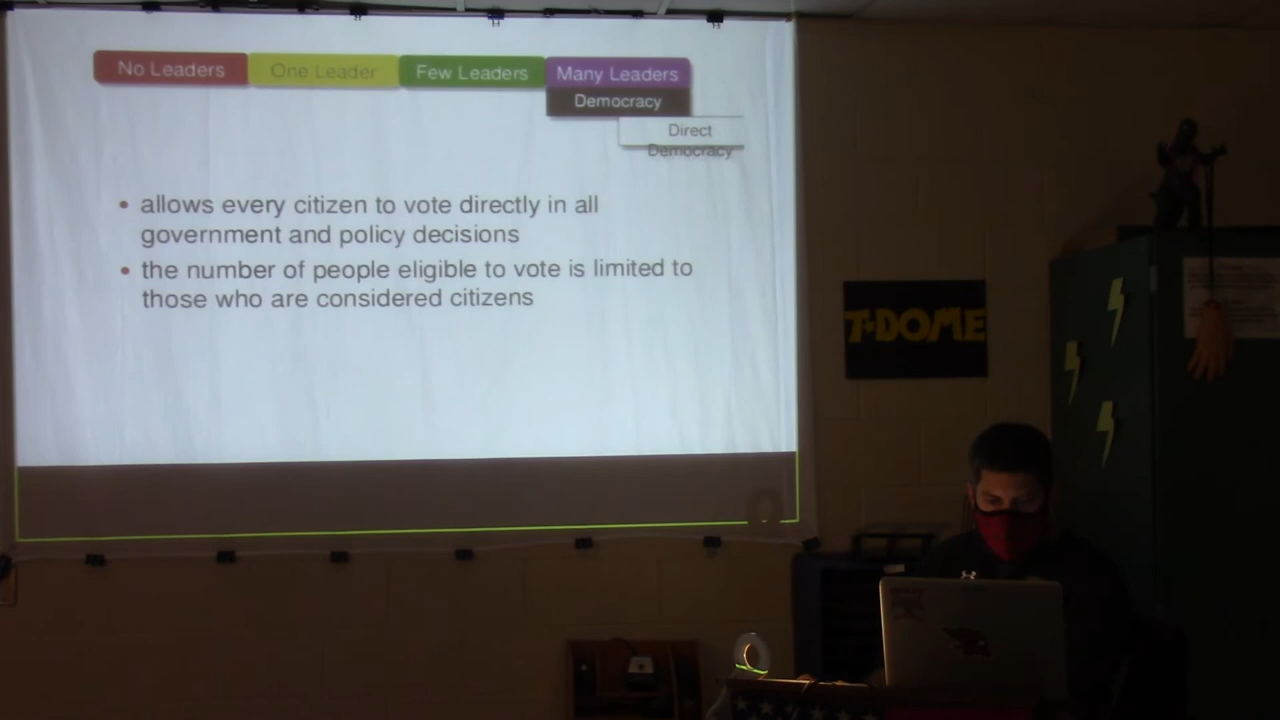 No Leaders
One Leader
Few Leaders
Many Leaders
Democracy
Direct
Democracy
allows every citizen to vote directly in all
government and policy decisions
the number of people eligible to vote is limited to
those who are considered citizens
T-DOME